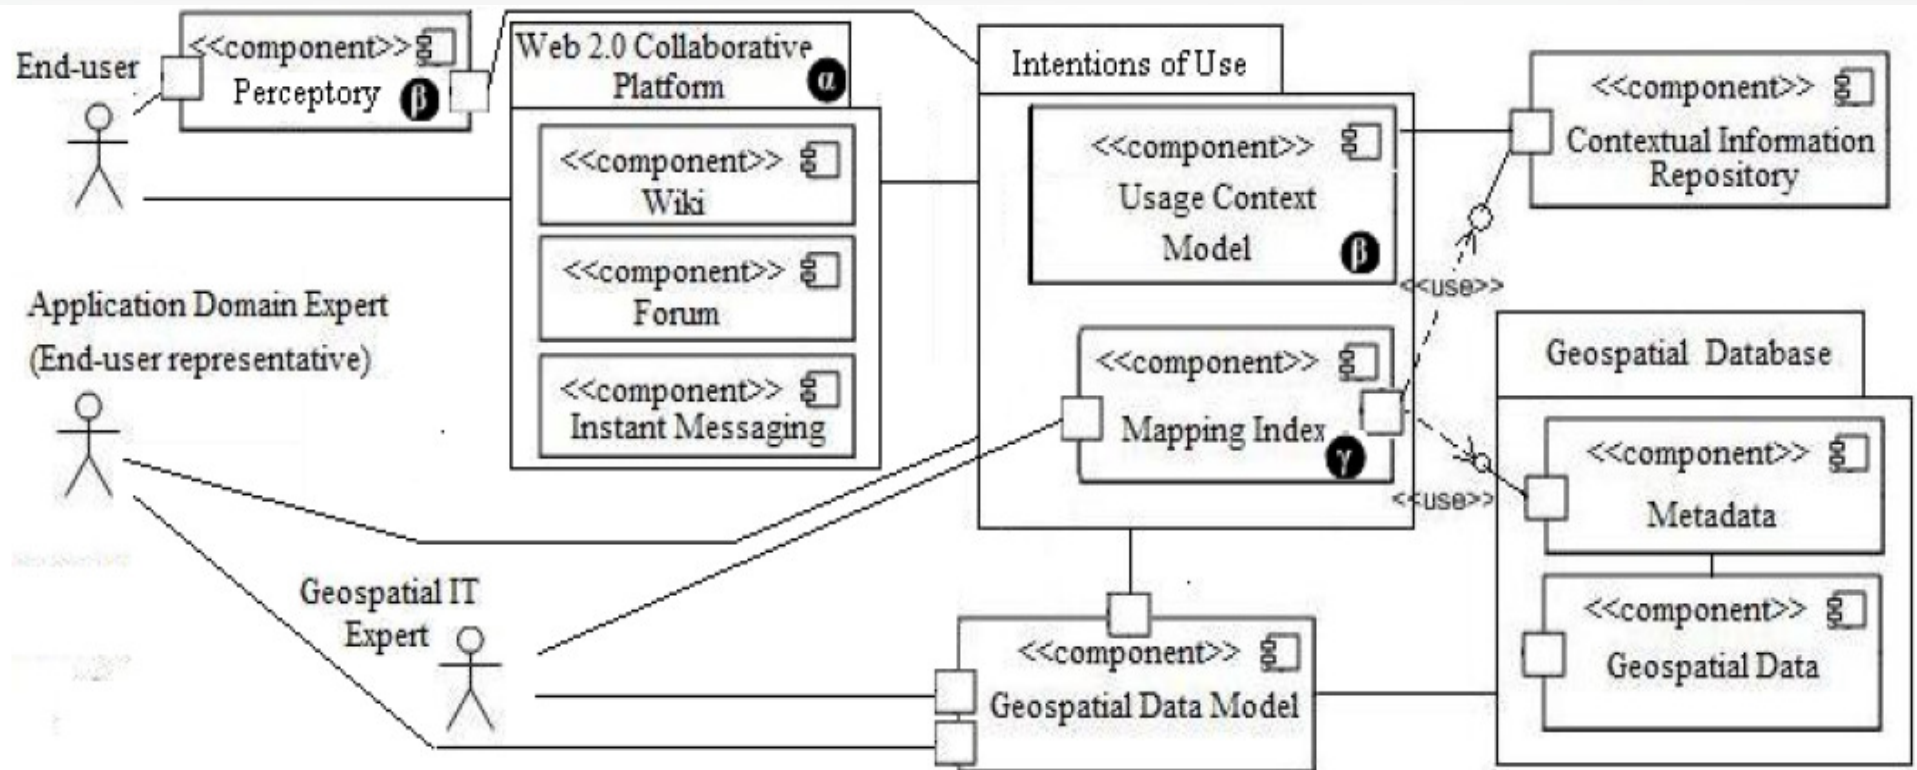 End-user
<<component>>
Perceptory
β
Web 2.0 Collaborative
Platform
α
<<component>>
Wiki
<<component>>
Forum
<<component>>
Instant Messaging
Intentions of Use
<<component>>
Usage Context
Model
β
<<component>>
Mapping Index
γ
<<component>>
Contextual Information
Repository
<<use>>
<<use>>
Geospatial Database
<<component>>
Metadata
<<component>>
Geospatial Data
Application Domain Expert
(End-user representative)
Geospatial IT
Expert
<<component>>
Geospatial Data Model